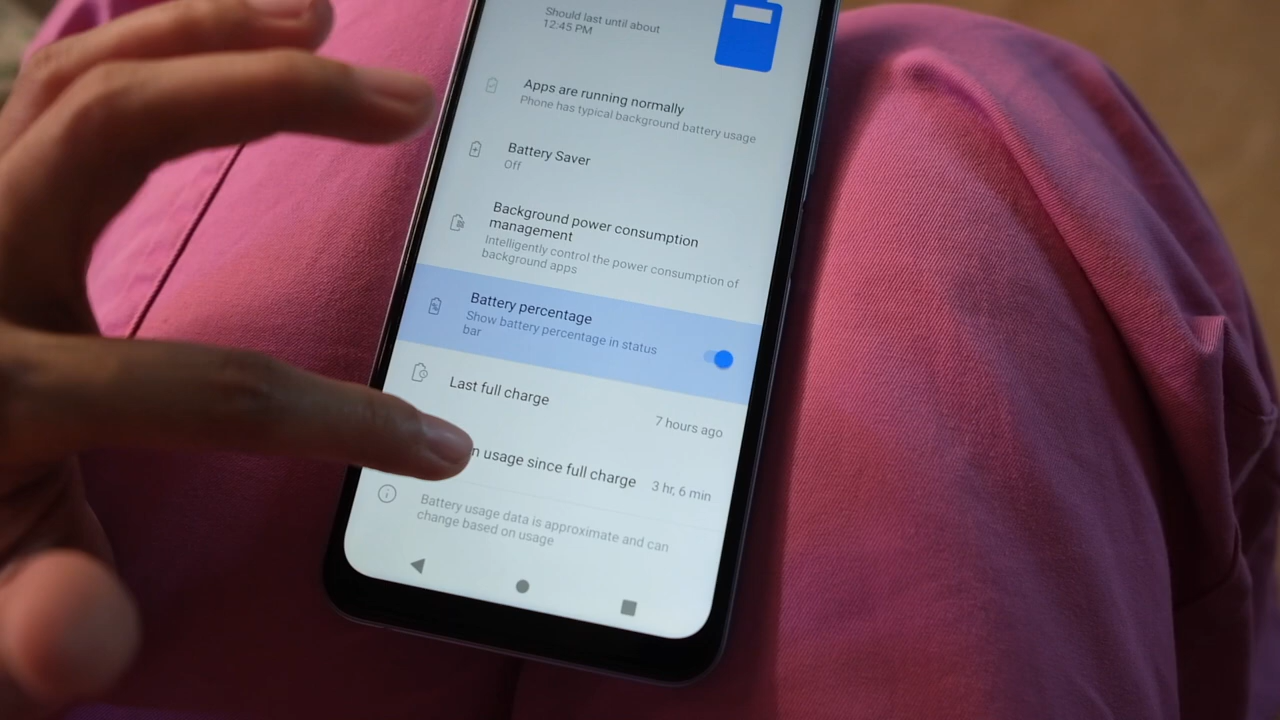 Should last until about
12:45 PM
Apps are running normally
Phone has typical background battery usage
Battery Saver
Off
Background power consumption
management
Intelligently control the power consumption of
background apps
Battery percentage
Show battery percentage in status
bar
Last full charge
7 hours ago
n usage since full charge
3 hr, 6 min
Battery usage data is approximate and can
change based on usage